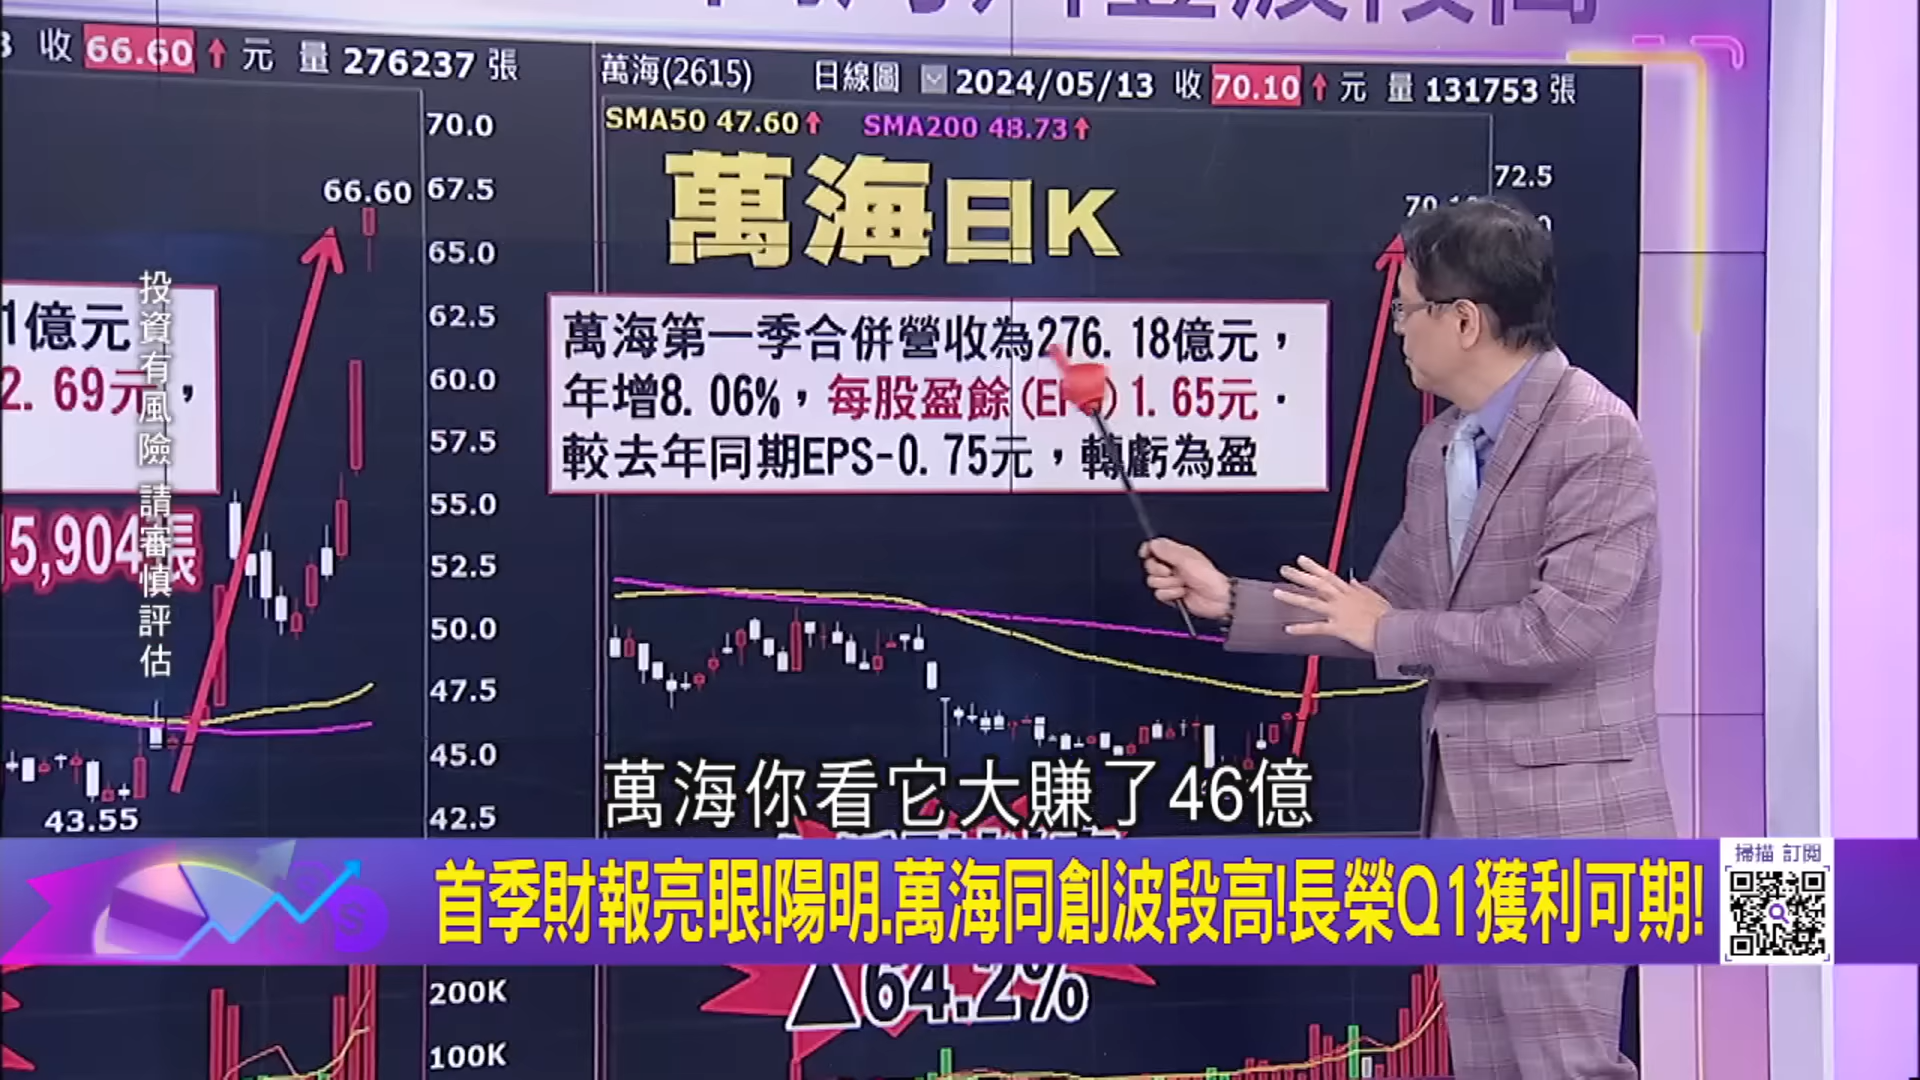 收 66.60 ↑ 元 量 276237 張
70.0
67.5
65.0
62.5
60.0
57.5
55.0
52.5
50.0
47.5
45.0
42.5
200K
100K
66.60
1億元
2.69元，
5,904張
43.55
投資有風險 請審慎評估
萬海(2615) 日線圖 2024/05/13 收 70.10 ↑ 元 量 131753 張
SMA50 47.60↑ SMA200 48.73↑
72.5
萬海日K
萬海第一季合併營收為276.18億元，
年增8.06%，每股盈餘(EPS)1.65元．
較去年同期EPS-0.75元，轉虧為盈
萬海你看它大賺了46億
首季財報亮眼!陽明.萬海同創波段高!長榮Q1獲利可期!
掃描 訂閱
△64.2%